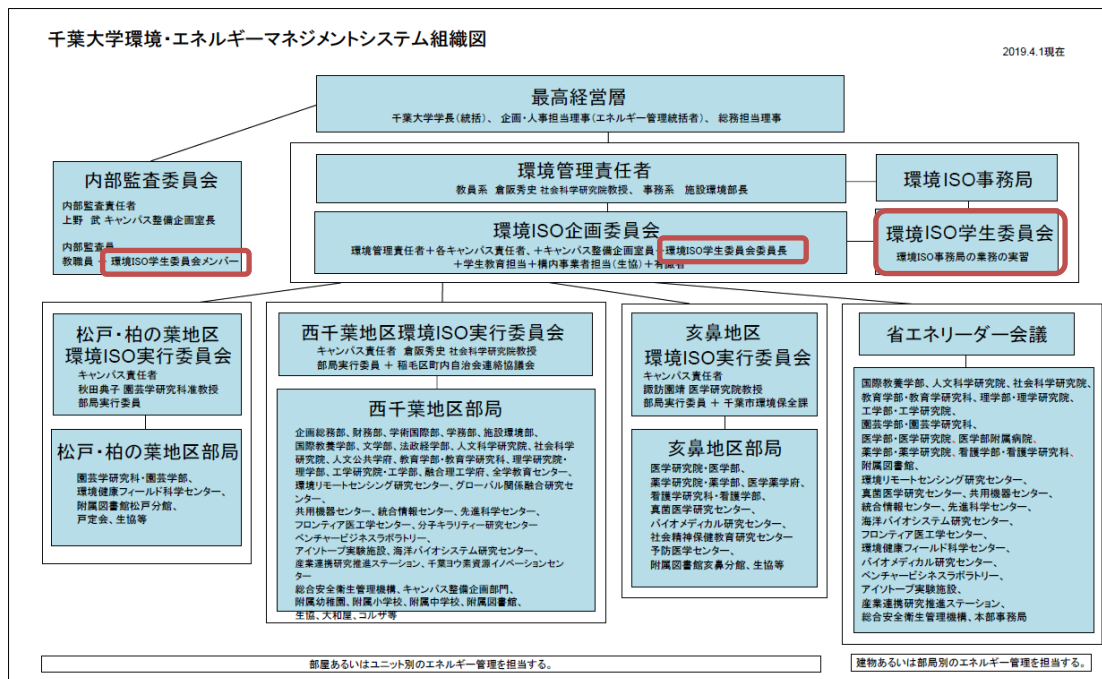 千葉大学環境・エネルギーマネジメントシステム組織図
2019.4.1現在
最高経営層
千葉大学学長(統括)、 企画・人事担当理事(エネルギー管理統括者)、 総務担当理事
内部監査委員会
内部監査責任者
上野 武 キャンパス整備企画室長
内部監査員
教職員 + 環境ISO学生委員会メンバー
環境管理責任者
教員系 倉阪秀史 社会科学研究院教授、 事務系 施設環境部長
環境ISO事務局
環境ISO企画委員会
環境管理責任者+各キャンパス責任者、+キャンパス整備企画室員+環境ISO学生委員会委員長
+学生教育担当+構内事業者担当(生協)+有識者
環境ISO学生委員会
環境ISO事務局の業務の実習
松戸・柏の葉地区
環境ISO実行委員会
キャンパス責任者
秋田典子 園芸学研究科准教授
部局実行委員
松戸・柏の葉地区部局
園芸学研究科・園芸学部、
環境健康フィールド科学センター、
附属図書館松戸分館、
戸定会、生協等
西千葉地区環境ISO実行委員会
キャンパス責任者 倉阪秀史 社会科学研究院教授
部局実行委員 + 稲毛区町内自治会連絡協議会
西千葉地区部局
企画総務部、財務部、学術国際部、学務部、施設環境部、
国際教養学部、文学部、法政経学部、人文科学研究院、社会科学
研究院、人文公共学府、教育学部・教育学研究科、理学研究院・
理学部、工学研究院・工学部、融合理工学府、全学教育センター、
環境リモートセンシング研究センター、グローバル関係融合研究セ
ンター、
共用機器センター、統合情報センター、先進科学センター、
フロンティア医工学センター、分子キラリティー研究センター
ベンチャービジネスラボラトリー、
アイソトープ実験施設、海洋バイオシステム研究センター、
産業連携研究推進ステーション、千葉ヨウ素資源イノベーションセン
ター
総合安全衛生管理機構、キャンパス整備企画部門、
附属幼稚園、附属小学校、附属中学校、附属図書館、
生協、大和屋、コルザ等
亥鼻地区
環境ISO実行委員会
キャンパス責任者
諏訪園靖 医学研究院教授
部局実行委員 + 千葉市環境保全課
亥鼻地区部局
医学研究院・医学部、
薬学研究院・薬学部、医学薬学府、
看護学研究科・看護学部、
真菌医学研究センター、
バイオメディカル研究センター、
社会精神保健教育研究センター
予防医学センター、
附属図書館亥鼻分館、生協等
省エネリーダー会議
国際教養学部、人文科学研究院、社会科学研究院、
教育学部・教育学研究科、理学部・理学研究院、
工学部・工学研究院、
園芸学部・園芸学研究科、
医学部・医学研究院、医学部附属病院、
薬学部・薬学研究院、看護学部・看護学研究科、
附属図書館、
環境リモートセンシング研究センター、
真菌医学研究センター、共用機器センター、
統合情報センター、先進科学センター、
海洋バイオシステム研究センター、
フロンティア医工学センター、
環境健康フィールド科学センター、
バイオメディカル研究センター、
ベンチャービジネスラボラトリー、
アイソトープ実験施設、
産業連携研究推進ステーション、
総合安全衛生管理機構、本部事務局
部屋あるいはユニット別のエネルギー管理を担当する。
建物あるいは部局別のエネルギー管理を担当する。